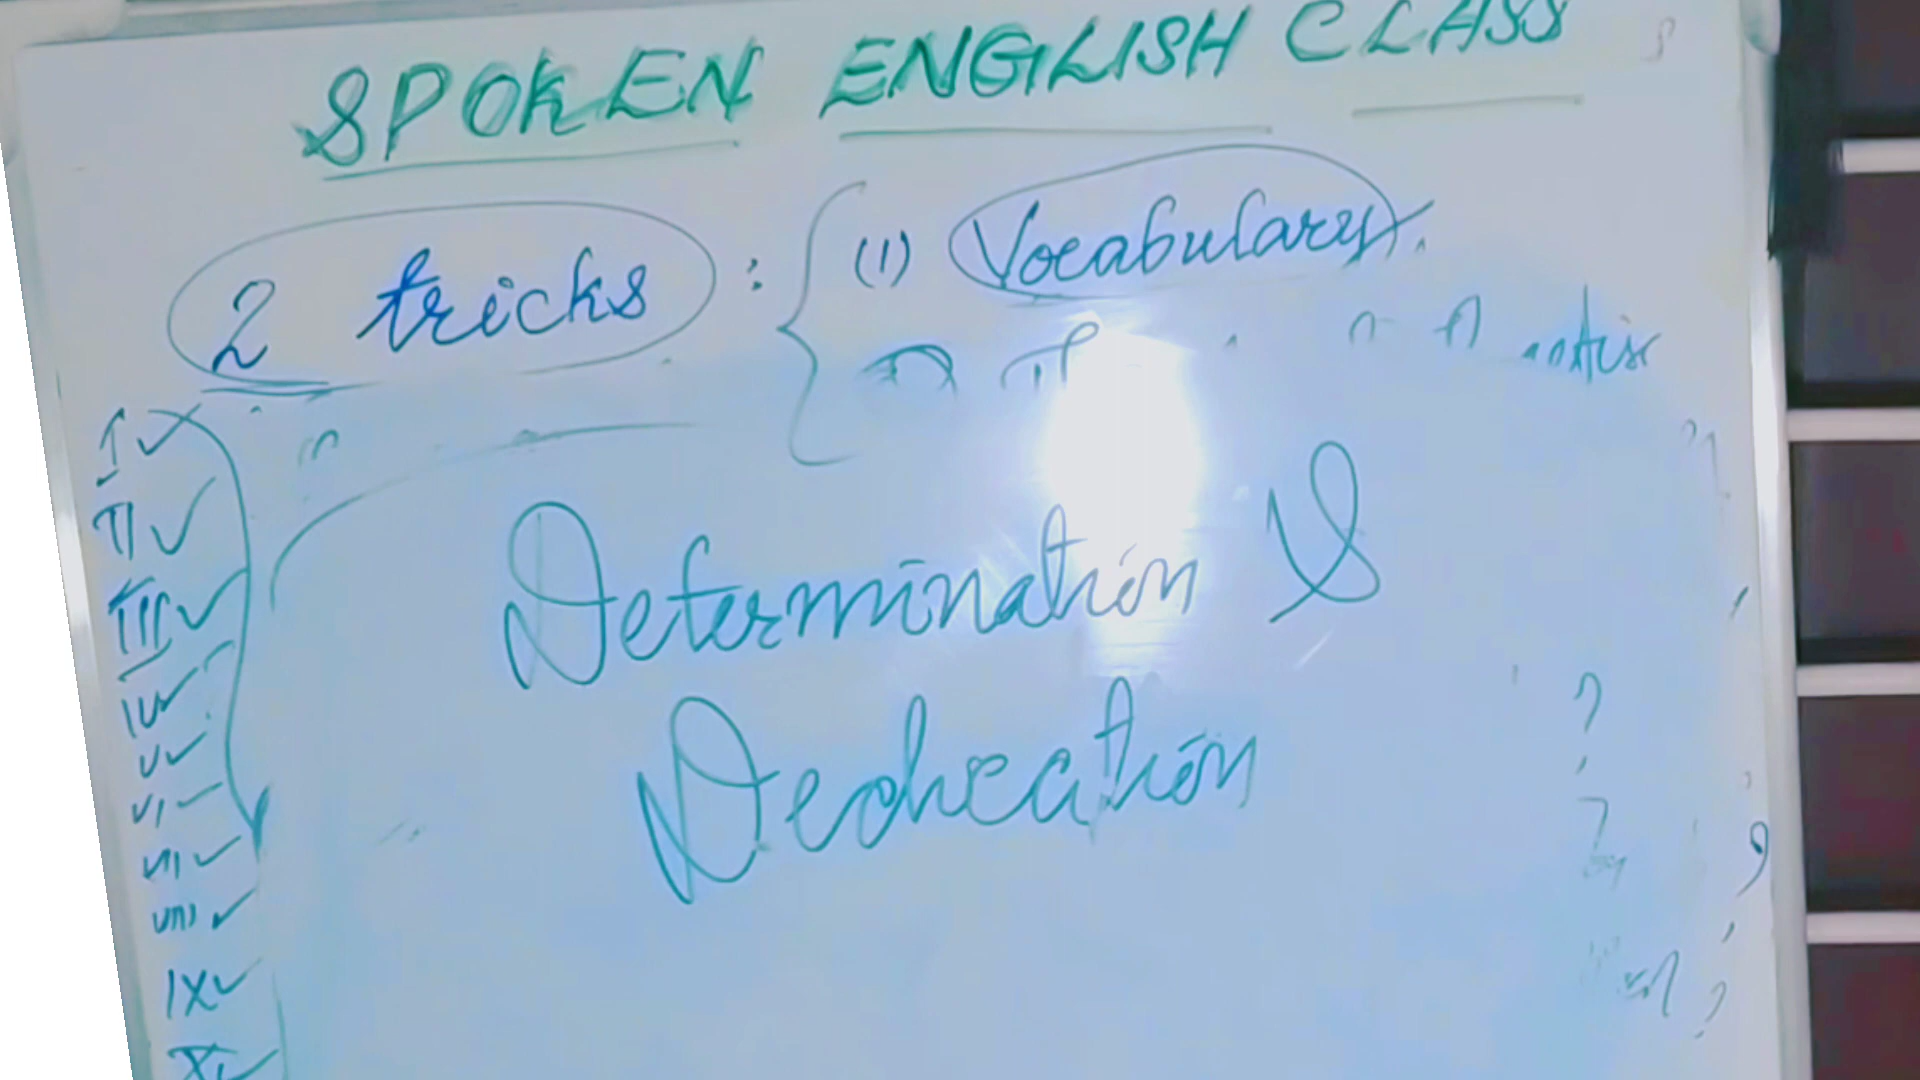 SPOKEN ENGLISH CLASS
2 tricks : (1) Vocabulary.
I
II
III
IV
V
VI
VII
VIII
IX
X
Determination &
Dedication